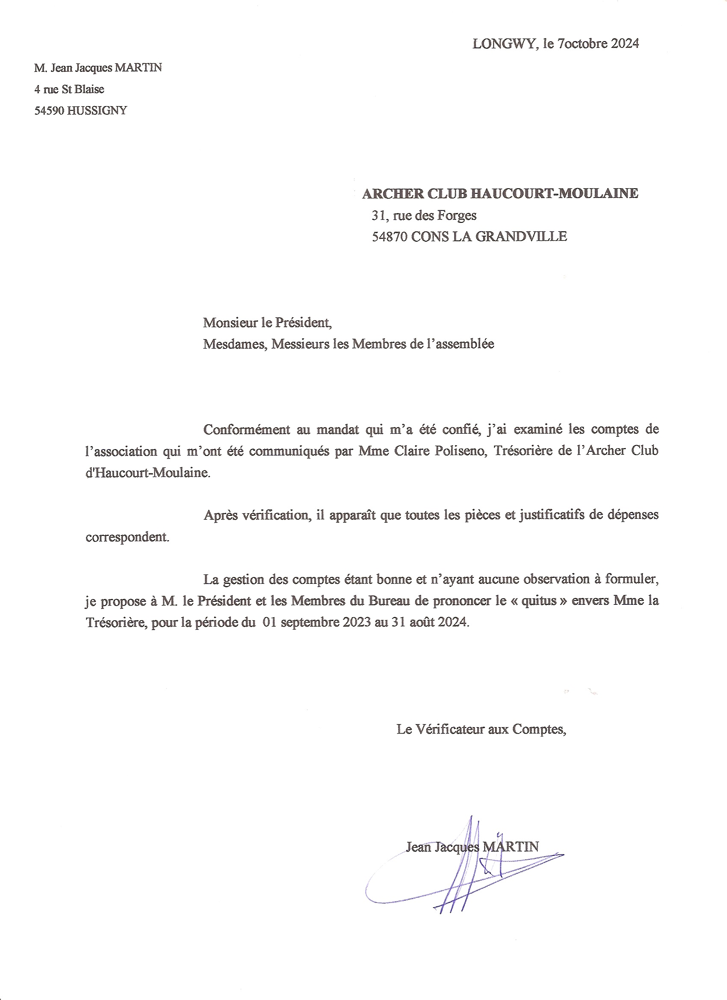 LONGWY, le 7octobre 2024
M. Jean Jacques MARTIN
4 rue St Blaise
54590 HUSSIGNY
ARCHER CLUB HAUCOURT-MOULAINE
31, rue des Forges
54870 CONS LA GRANDVILLE
Monsieur le Président,
Mesdames, Messieurs les Membres de l’assemblée
Conformément au mandat qui m’a été confié, j’ai examiné les comptes de
l’association qui m’ont été communiqués par Mme Claire Poliseno, Trésorière de l’Archer Club
d'Haucourt-Moulaine.
Après vérification, il apparaît que toutes les pièces et justificatifs de dépenses
correspondent.
La gestion des comptes étant bonne et n’ayant aucune observation à formuler,
je propose à M. le Président et les Membres du Bureau de prononcer le « quitus » envers Mme la
Trésorière, pour la période du  01 septembre 2023 au 31 août 2024.
Le Vérificateur aux Comptes,
Jean Jacques MARTIN